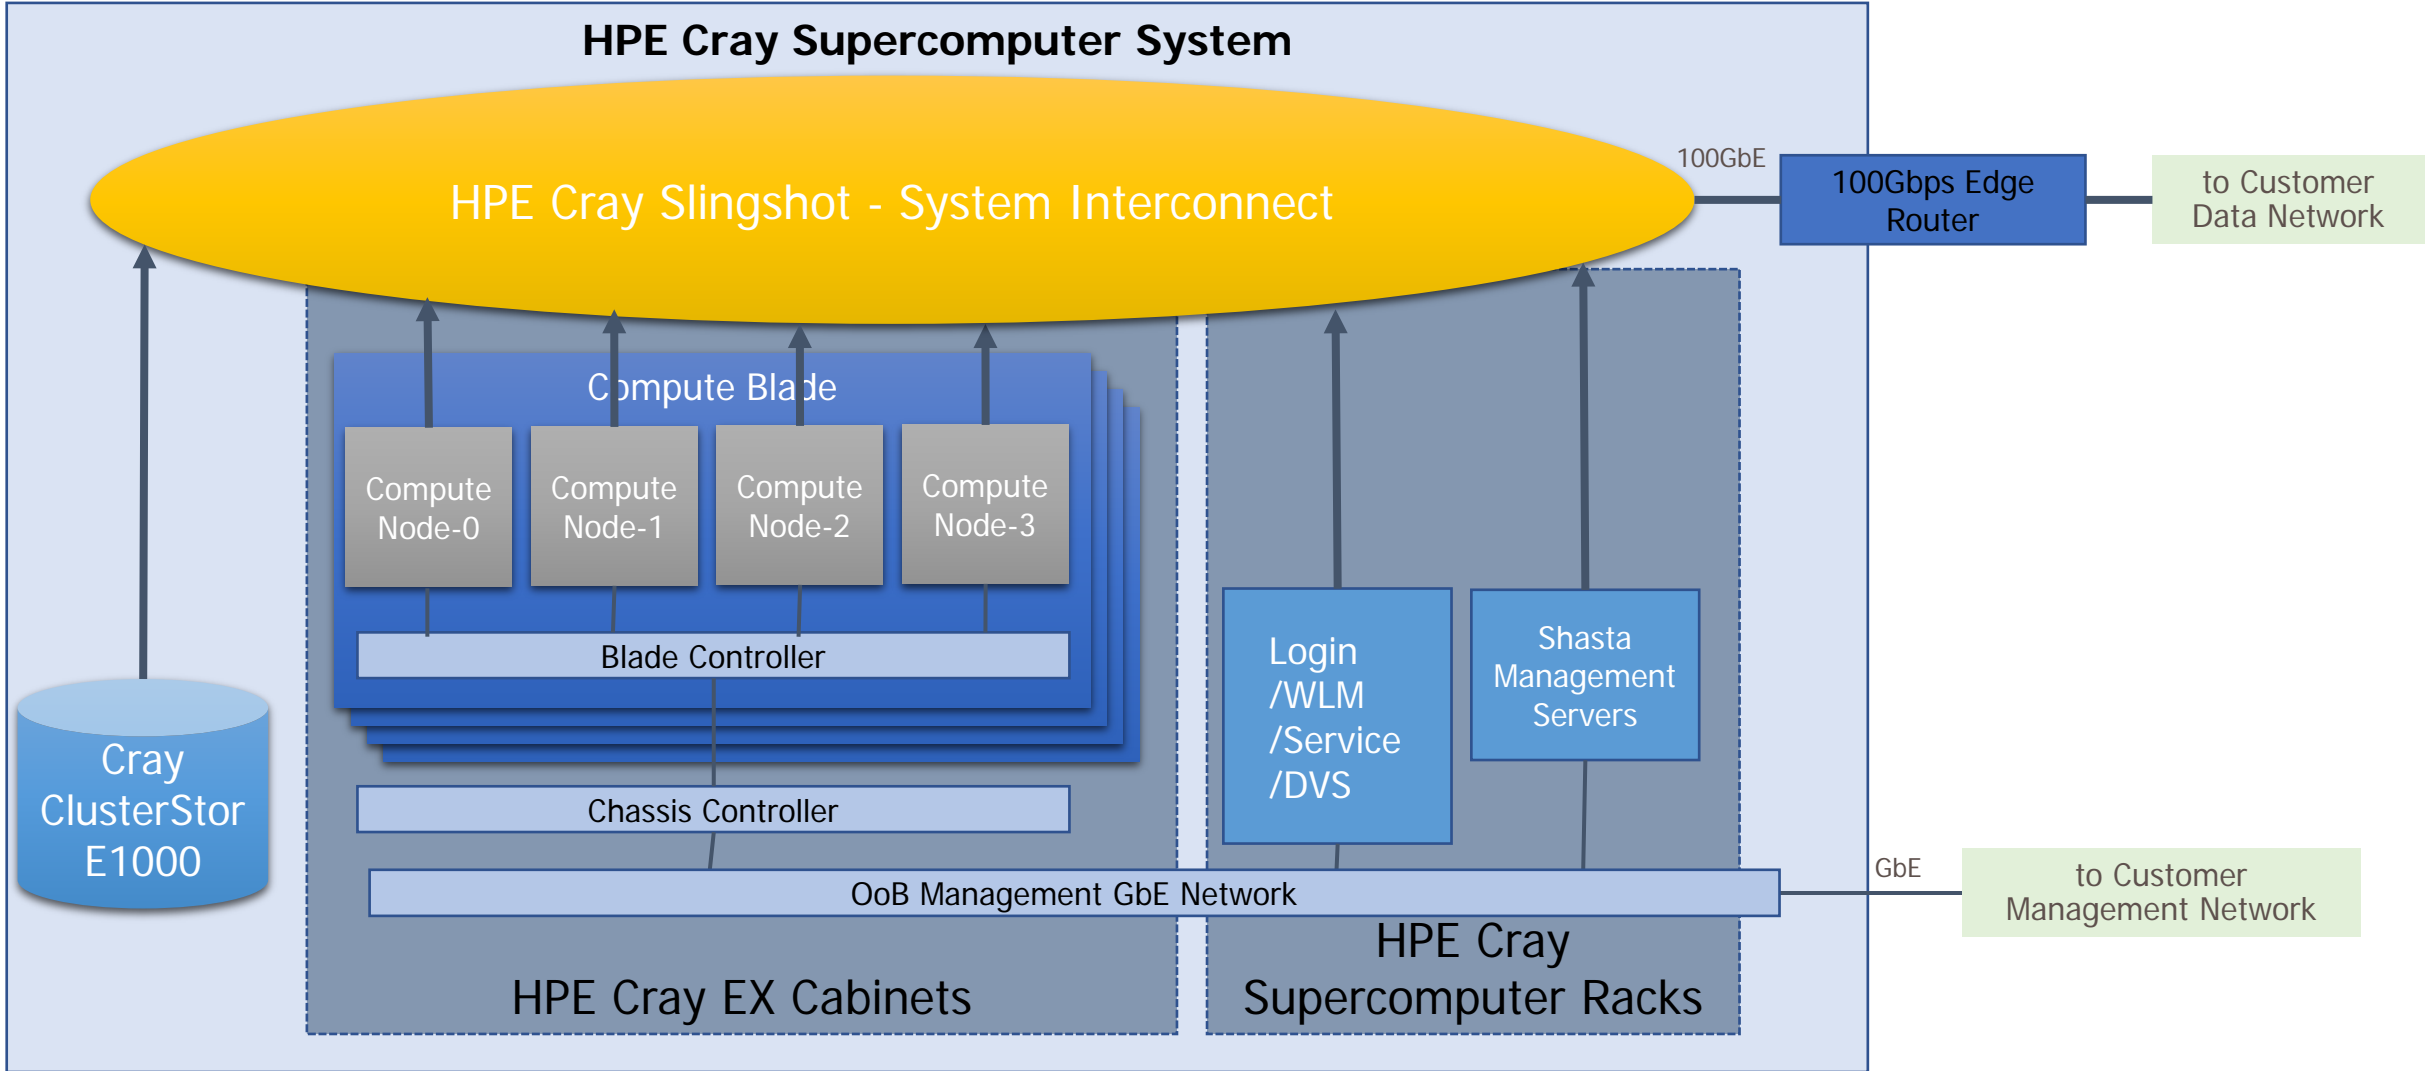 HPE Cray Supercomputer System
HPE Cray Slingshot - System Interconnect
100GbE
100Gbps Edge
Router
to Customer
Data Network
Compute Blade
Compute
Node-0
Compute
Node-1
Compute
Node-2
Compute
Node-3
Blade Controller
Chassis Controller
Login
/WLM
/Service
/DVS
Shasta
Management
Servers
Cray
ClusterStor
E1000
OoB Management GbE Network
GbE
to Customer
Management Network
HPE Cray EX Cabinets
HPE Cray
Supercomputer Racks